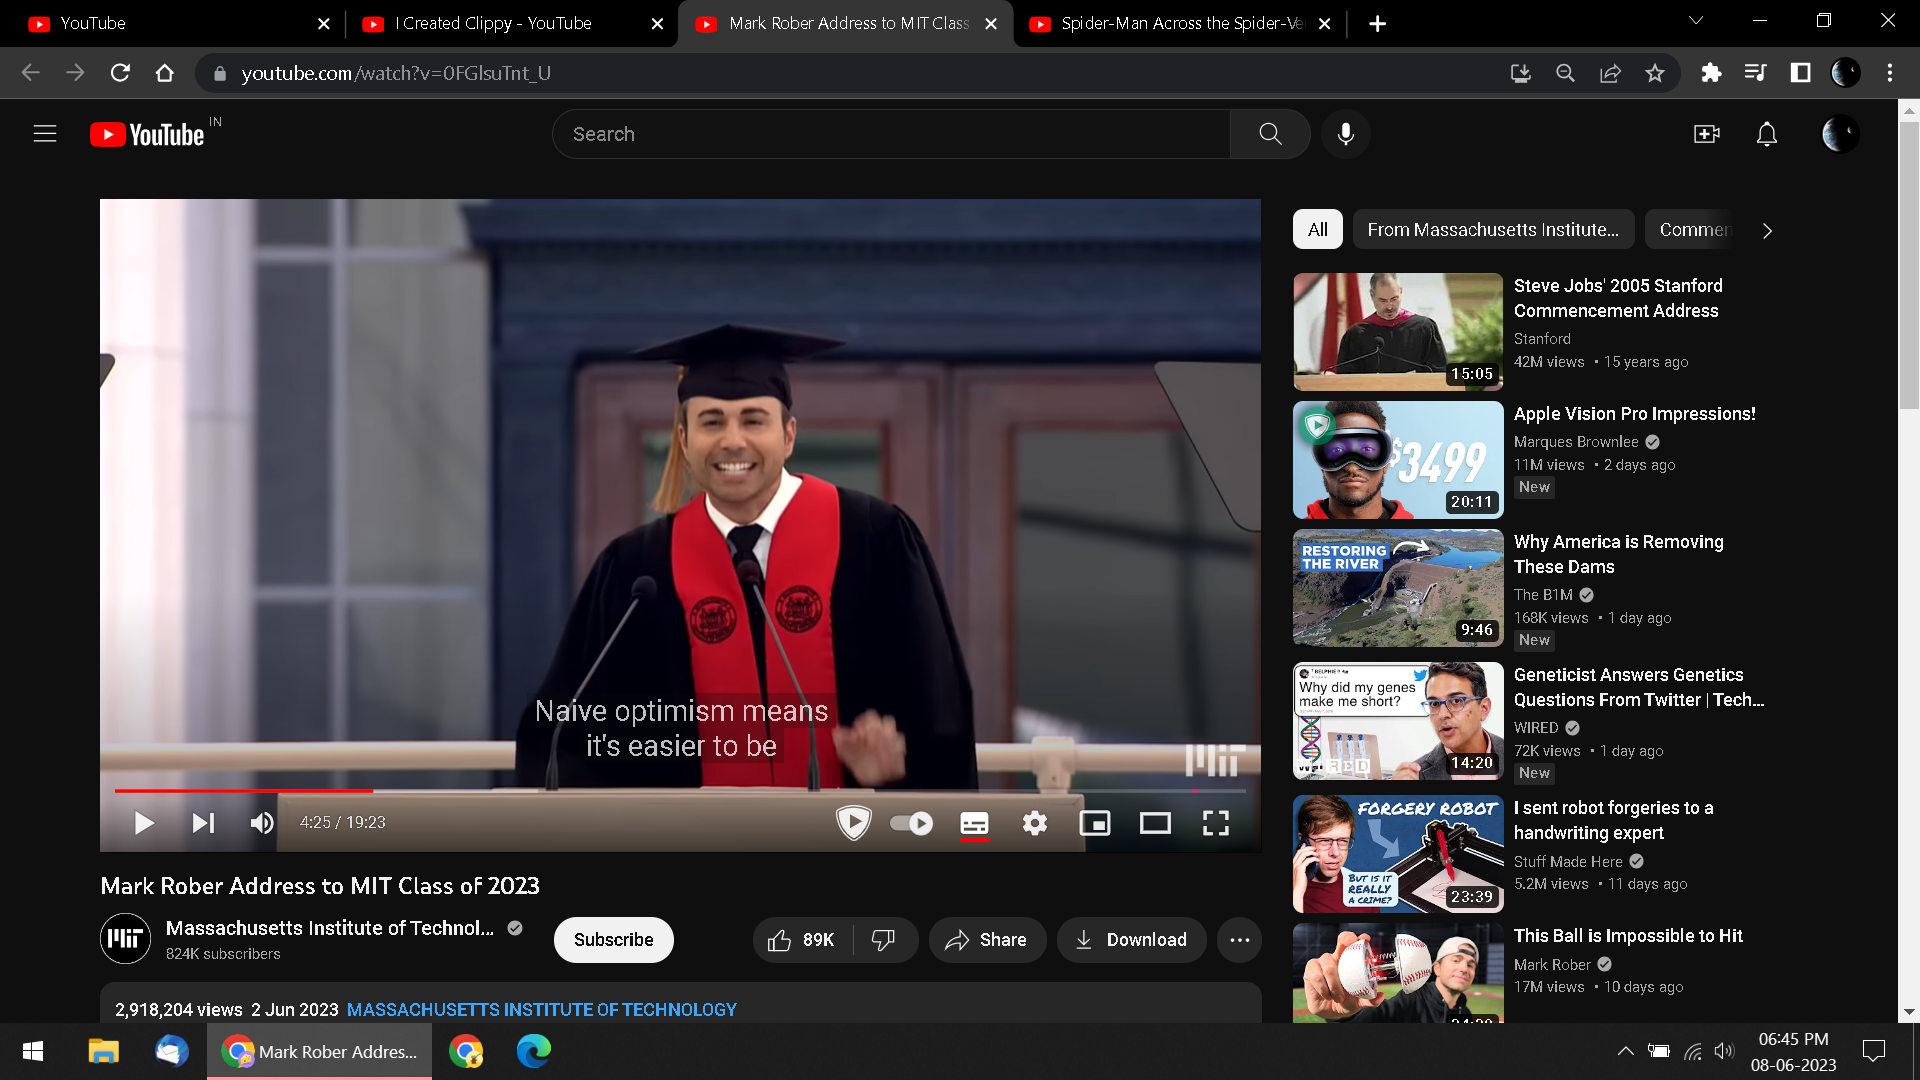 YouTube
I Created Clippy - YouTube
Mark Rober Address to MIT Class
Spider-Man Across the Spider-Ve
youtube.com/watch?v=0FGlsuTnt_U
YouTube IN
Search
All
From Massachusetts Institute...
Commen
Naive optimism means
it's easier to be
4:25 / 19:23
Mark Rober Address to MIT Class of 2023
Massachusetts Institute of Technol...
824K subscribers
Subscribe
89K
Share
Download
2,918,204 views 2 Jun 2023 MASSACHUSETTS INSTITUTE OF TECHNOLOGY
15:05
Steve Jobs' 2005 Stanford
Commencement Address
Stanford
42M views • 15 years ago
$3499
20:11
Apple Vision Pro Impressions!
Marques Brownlee
11M views • 2 days ago
New
RESTORING
THE RIVER
9:46
Why America is Removing
These Dams
The B1M
168K views • 1 day ago
New
Why did my genes
make me short?
WIRED
14:20
Geneticist Answers Genetics
Questions From Twitter | Tech...
WIRED
72K views • 1 day ago
New
FORGERY ROBOT
BUT IS IT
REALLY
A CRIME?
23:39
I sent robot forgeries to a
handwriting expert
Stuff Made Here
5.2M views • 11 days ago
This Ball is Impossible to Hit
Mark Rober
17M views • 10 days ago
Mark Rober Addres...
06:45 PM
08-06-2023